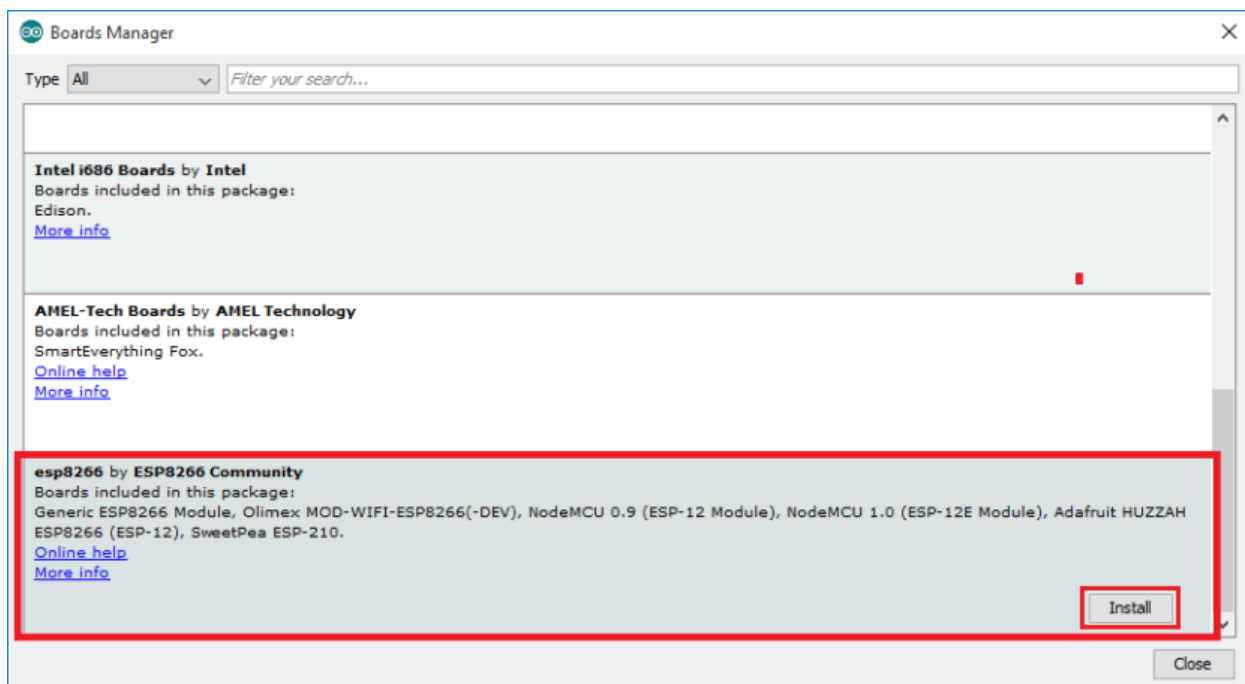 Boards Manager
Type All Filter your search...
Intel i686 Boards by Intel
Boards included in this package:
Edison.
More info
AMEL-Tech Boards by AMEL Technology
Boards included in this package:
SmartEverything Fox.
Online help
More info
esp8266 by ESP8266 Community
Boards included in this package:
Generic ESP8266 Module, Olimex MOD-WIFI-ESP8266(-DEV), NodeMCU 0.9 (ESP-12 Module), NodeMCU 1.0 (ESP-12E Module), Adafruit HUZZAH
ESP8266 (ESP-12), SweetPea ESP-210.
Online help
More info
Install
Close